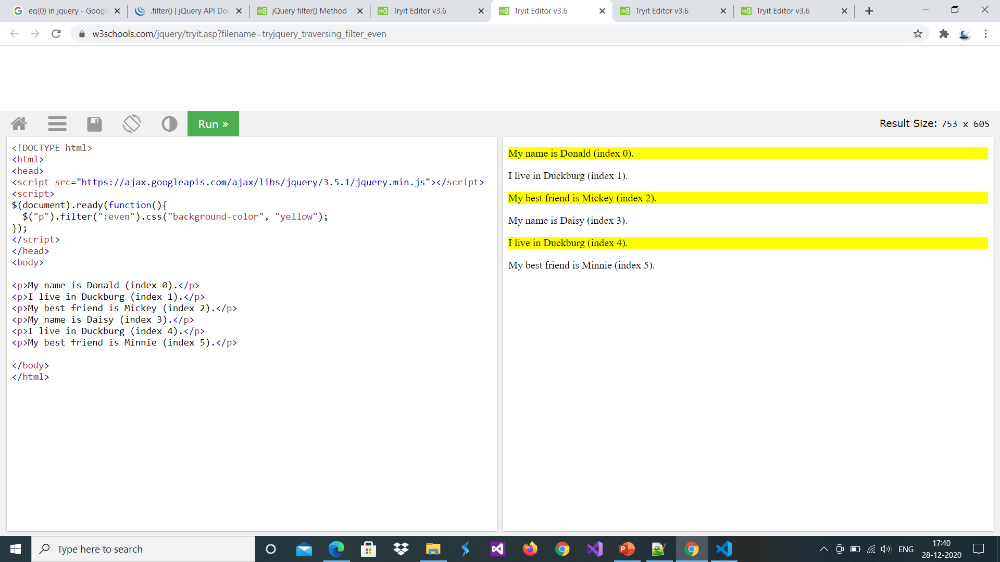 eq(0) in jquery - Google
.filter() | jQuery API Doc
jQuery filter() Method
Tryit Editor v3.6
Tryit Editor v3.6
Tryit Editor v3.6
Tryit Editor v3.6
w3schools.com/jquery/tryit.asp?filename=tryjquery_traversing_filter_even
Run »
Result Size: 753 x 605
<!DOCTYPE html>
<html>
<head>
<script src="https://ajax.googleapis.com/ajax/libs/jquery/3.5.1/jquery.min.js"></script>
<script>
$(document).ready(function(){
  $("p").filter(":even").css("background-color", "yellow");
});
</script>
</head>
<body>
<p>My name is Donald (index 0).</p>
<p>I live in Duckburg (index 1).</p>
<p>My best friend is Mickey (index 2).</p>
<p>My name is Daisy (index 3).</p>
<p>I live in Duckburg (index 4).</p>
<p>My best friend is Minnie (index 5).</p>
</body>
</html>
My name is Donald (index 0).
I live in Duckburg (index 1).
My best friend is Mickey (index 2).
My name is Daisy (index 3).
I live in Duckburg (index 4).
My best friend is Minnie (index 5).
Type here to search
ENG
17:40
28-12-2020